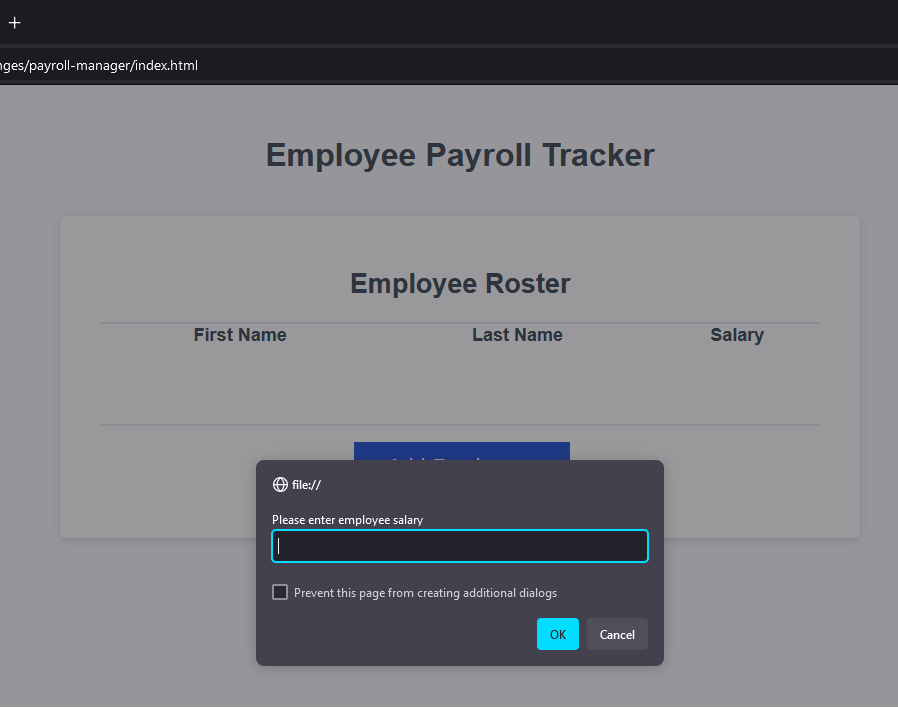 nges/payroll-manager/index.html
Employee Payroll Tracker
Employee Roster
First Name Last Name Salary
file://
Please enter employee salary
Prevent this page from creating additional dialogs
OK Cancel